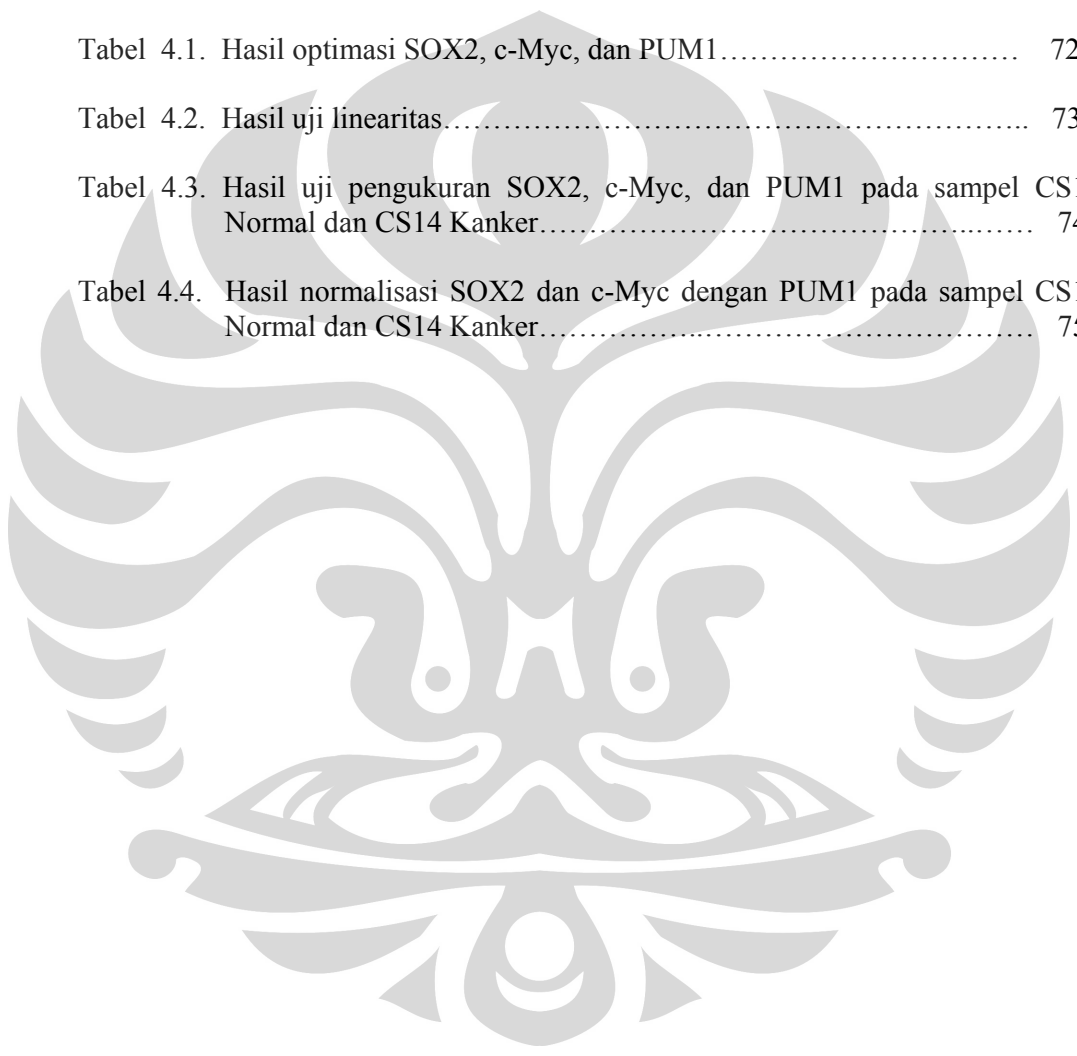 Tabel 4.1. Hasil optimasi SOX2, c-Myc, dan PUM1………………………… 72
Tabel 4.2. Hasil uji linearitas………………………………………………….. 73
Tabel 4.3. Hasil uji pengukuran SOX2, c-Myc, dan PUM1 pada sampel
Normal dan CS14 Kanker…………………………………….…… 74
Tabel 4.4. Hasil normalisasi SOX2 dan c-Myc dengan PUM1 pada sampel
Normal dan CS14 Kanker……………..…………………………… 75